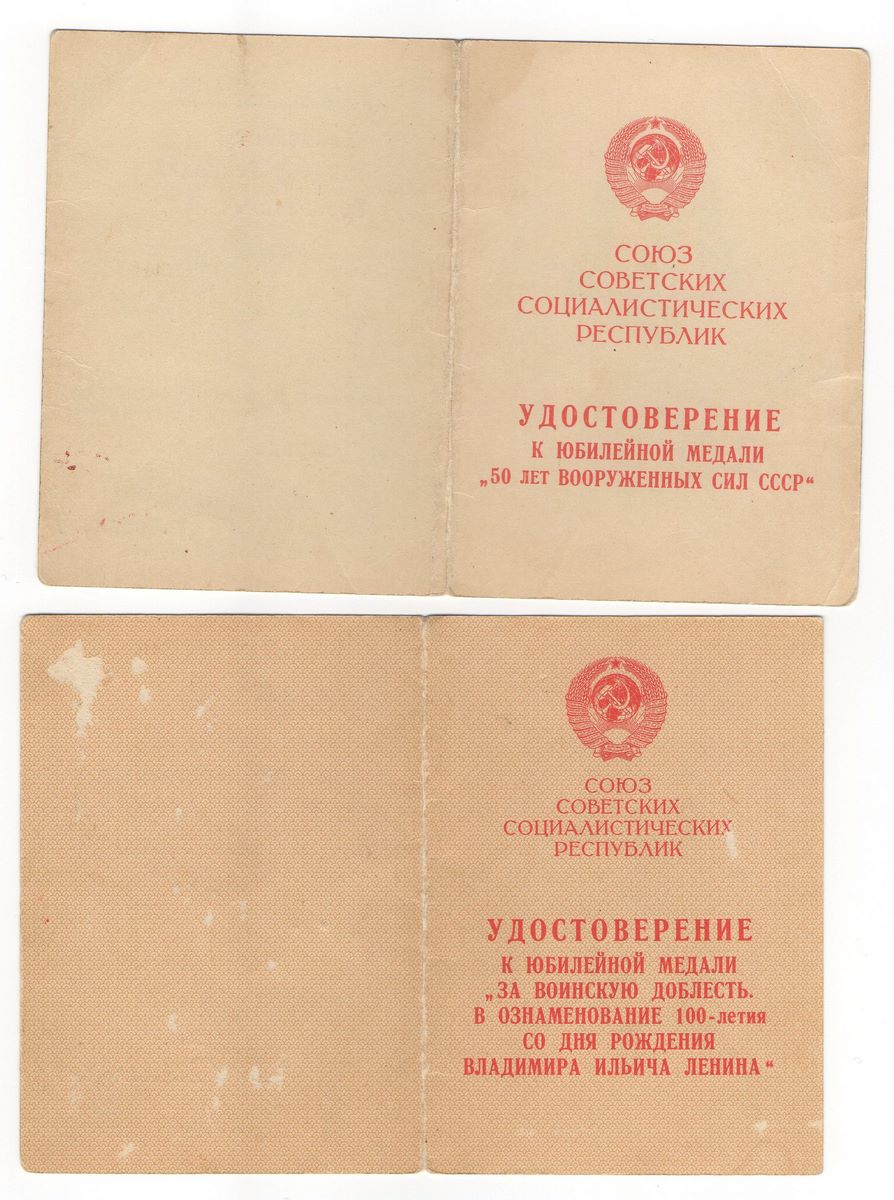 СОЮЗ
СОВЕТСКИХ
СОЦИАЛИСТИЧЕСКИХ
РЕСПУБЛИК
УДОСТОВЕРЕНИЕ
К ЮБИЛЕЙНОЙ МЕДАЛИ
„50 ЛЕТ ВООРУЖЕННЫХ СИЛ СССР“
СОЮЗ
СОВЕТСКИХ
СОЦИАЛИСТИЧЕСКИХ
РЕСПУБЛИК
УДОСТОВЕРЕНИЕ
К ЮБИЛЕЙНОЙ МЕДАЛИ
„ЗА ВОИНСКУЮ ДОБЛЕСТЬ.
В ОЗНАМЕНОВАНИЕ 100-летия
СО ДНЯ РОЖДЕНИЯ
ВЛАДИМИРА ИЛЬИЧА ЛЕНИНА“